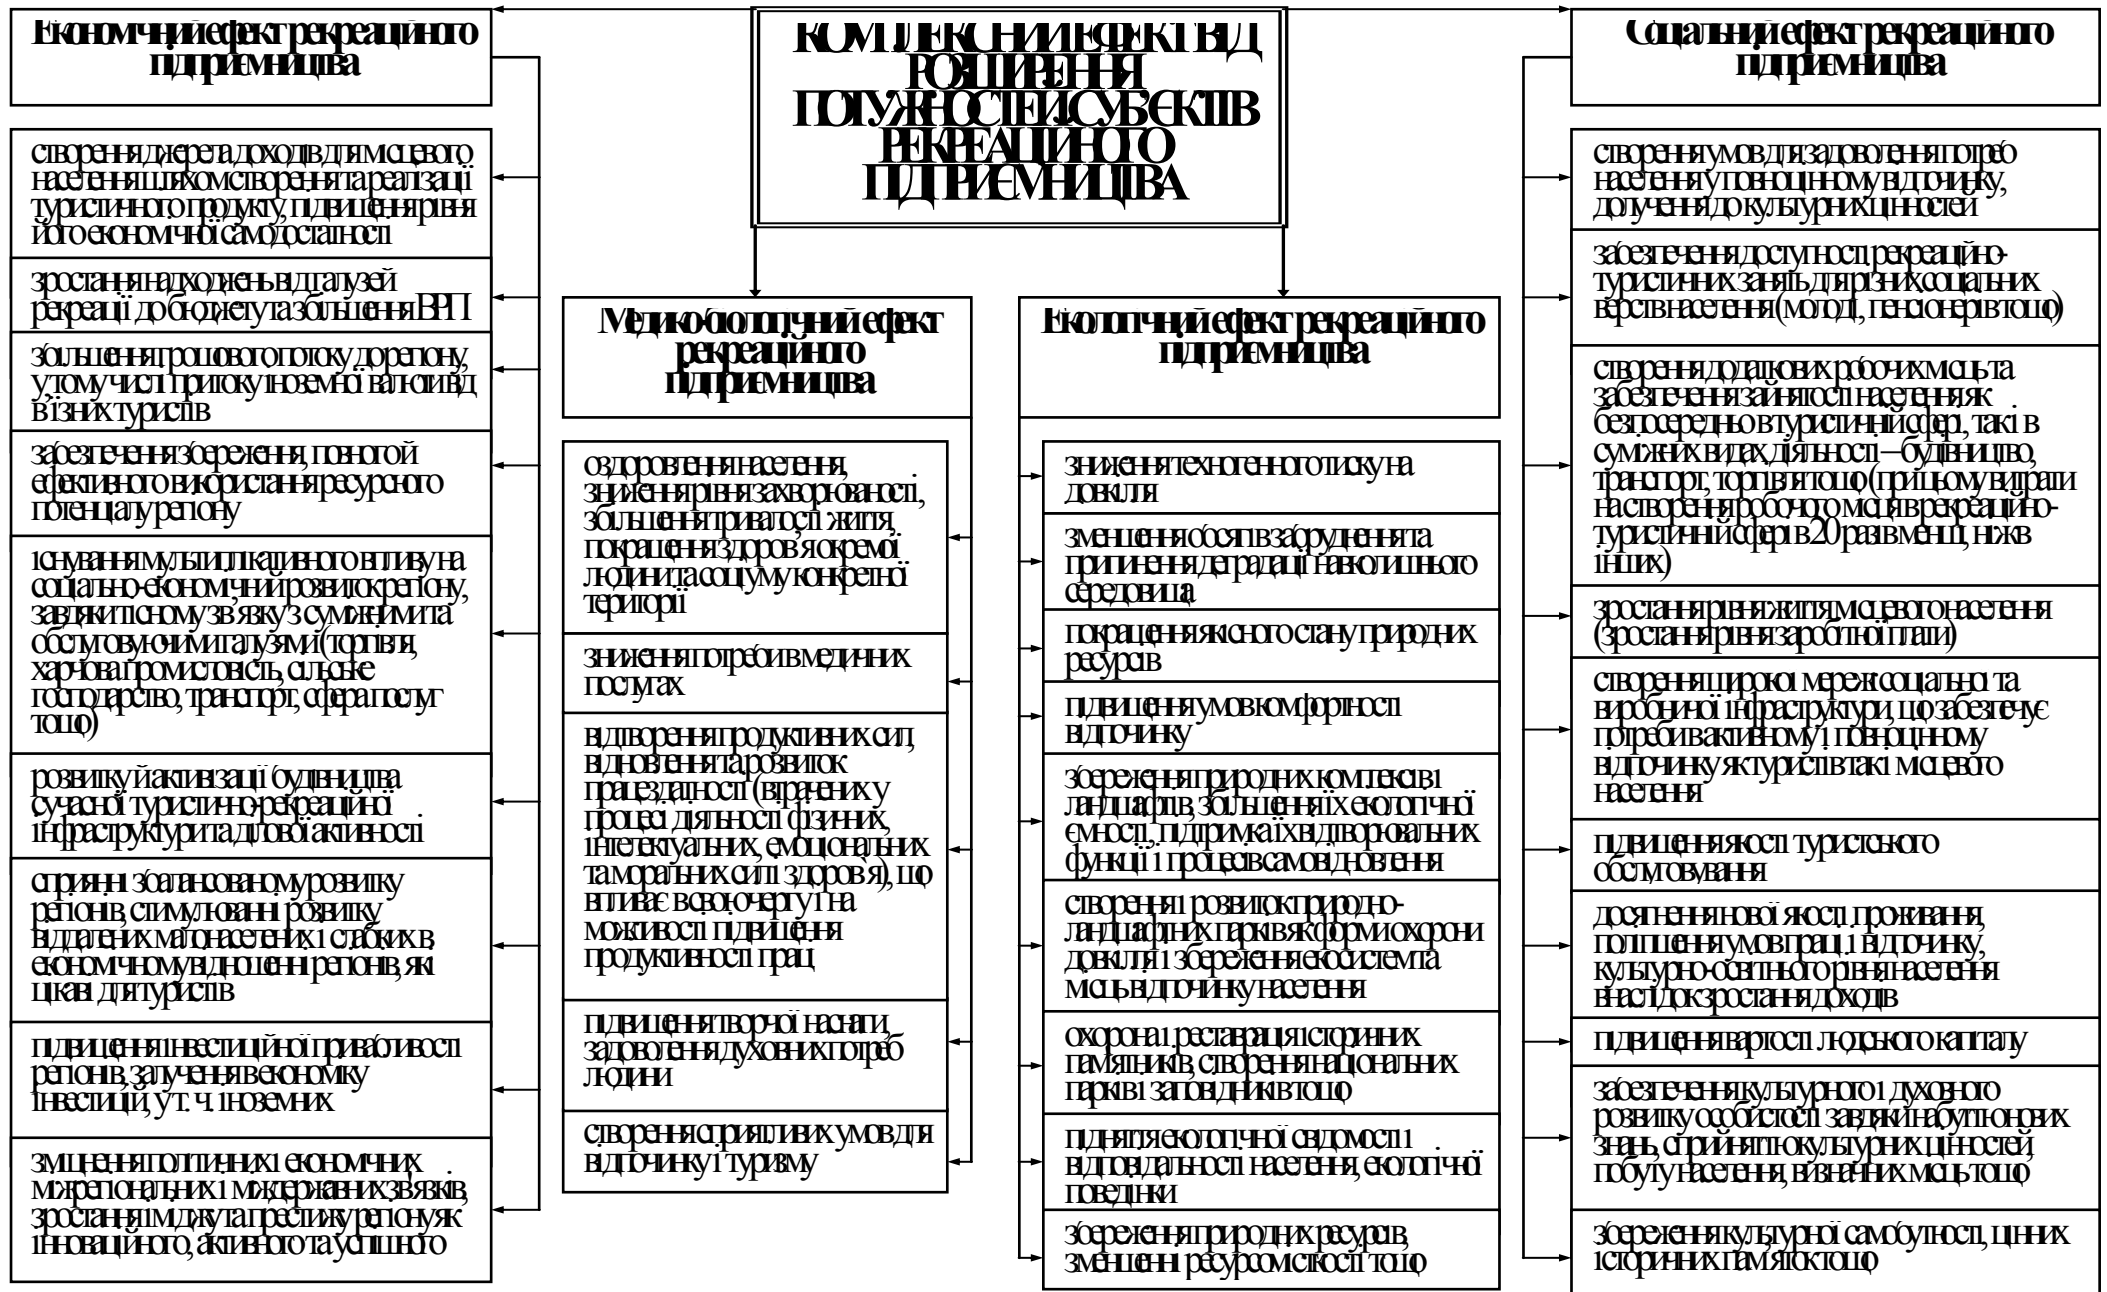 КОМПЛЕКСНИЙ ЕФЕКТ ВІД
РОЗШИРЕННЯ
ПОТУЖНОСТЕЙ СУБ’ЄКТІВ
РЕКРЕАЦІЙНОГО
ПІДПРИЄМНИЦТВА
Економічний ефект рекреаційного
підприємництва
створення джерела доходів для місцевого
населення шляхом створення та реалізації
туристичного продукту, підвищення рівня
його економічної самодостатності
зростання надходжень від галузей
рекреації до бюджету та збільшення ВРП
збільшення грошового потоку до регіону,
у тому числі притоку іноземної валюти від
в’їзних туристів
забезпечення збереження, повного й
ефективного використання ресурсного
потенціалу регіону
існування мультиплікативного впливу на
соціально-економічний розвиток регіону,
завдяки тісному зв’язку з суміжними та
обслуговуючими галузями (торгівля,
харчова промисловість, сільське
господарство, транспорт, сфера послуг
тощо)
розвитку й активізації будівництва
сучасної туристично-рекреаційної
інфраструктури та ділової активності
сприянні збалансованому розвитку
регіонів, стимулюванні розвитку
віддалених малонаселених і слабких в
економічному відношенні регіонів, які
цікаві для туристів
підвищення інвестиційної привабливості
регіонів, залучення в економіку
інвестицій, у т. ч. іноземних
зміцнення політичних і економічних
міжрегіональних і міждержавних зв’язків,
зростання іміджу та престижу регіону як
інноваційного, активного та успішного
Медико-біологічний ефект
рекреаційного
підприємництва
оздоровлення населення,
зниження рівня захворюваності,
збільшення тривалості життя,
покращення здоров’я окремої
людини та соціуму конкретної
території
зниження потреби в медичних
послугах
відтворення продуктивних сил,
відновлення та розвиток
працездатності (втрачених у
процесі діяльності фізичних,
інтелектуальних, емоціональних
та моральних сил і здоров’я), що
впливає в свою чергу і на
можливості підвищення
продуктивності праці
підвищення творчої наснаги,
задоволення духовних потреб
людини
створення сприятливих умов для
відпочинку і туризму
Екологічний ефект рекреаційного
підприємництва
зниження техногенного тиску на
довкілля
зменшення обсягів забруднення та
припинення деградації навколишнього
середовища
покращення якісного стану природних
ресурсів
підвищення умов комфортності
відпочинку
збереження природних комплексів і
ландшафтів, збільшення їх екологічної
ємності, підтримка їх відтворювальних
функцій і процесів самовідновлення
створення і розвиток природно-
ландшафтних парків як форми охорони
довкілля і збереження екосистем та
місць відпочинку населення
охорона і реставрація історичних
пам’ятників, створення національних
парків і заповідників тощо
підняття екологічної свідомості і
відповідальності населення, екологічної
поведінки
збереження природних ресурсів,
зменшенні ресурсомісткості тощо
Соціальний ефект рекреаційного
підприємництва
створення умов для задоволення потреб
населення у повноцінному відпочинку,
долучення до культурних цінностей
забезпечення доступності рекреаційно-
туристичних занять для різних соціальних
верств населення (молоді, пенсіонерів тощо)
створення додаткових робочих місць та
забезпечення зайнятості населення як
безпосередньо в туристичній сфері, так і в
суміжних видах діяльності – будівництво,
транспорт, торгівля тощо (при цьому витрати
на створення робочого місця в рекреаційно-
туристичній сфері в 20 разів менші, ніж в
інших)
зростання рівня життя місцевого населення
(зростання рівня заробітної плати)
створення широкої мережі соціальної та
виробничої інфраструктури, що забезпечує
потреби в активному і повноцінному
відпочинку як туристів так і місцевого
населення
підвищення якості туристського
обслуговування
досягнення нової якості проживання,
поліпшення умов праці і відпочинку,
культурно-освітнього рівня населення
внаслідок зростання доходів
підвищення вартості людського капіталу
забезпечення культурного і духовного
розвитку особистості завдяки набуттю нових
знань, сприйняттю культурних цінностей,
побуту населення, визначних місць тощо
збереження культурної самобутності, цінних
історичних пам’яток тощо